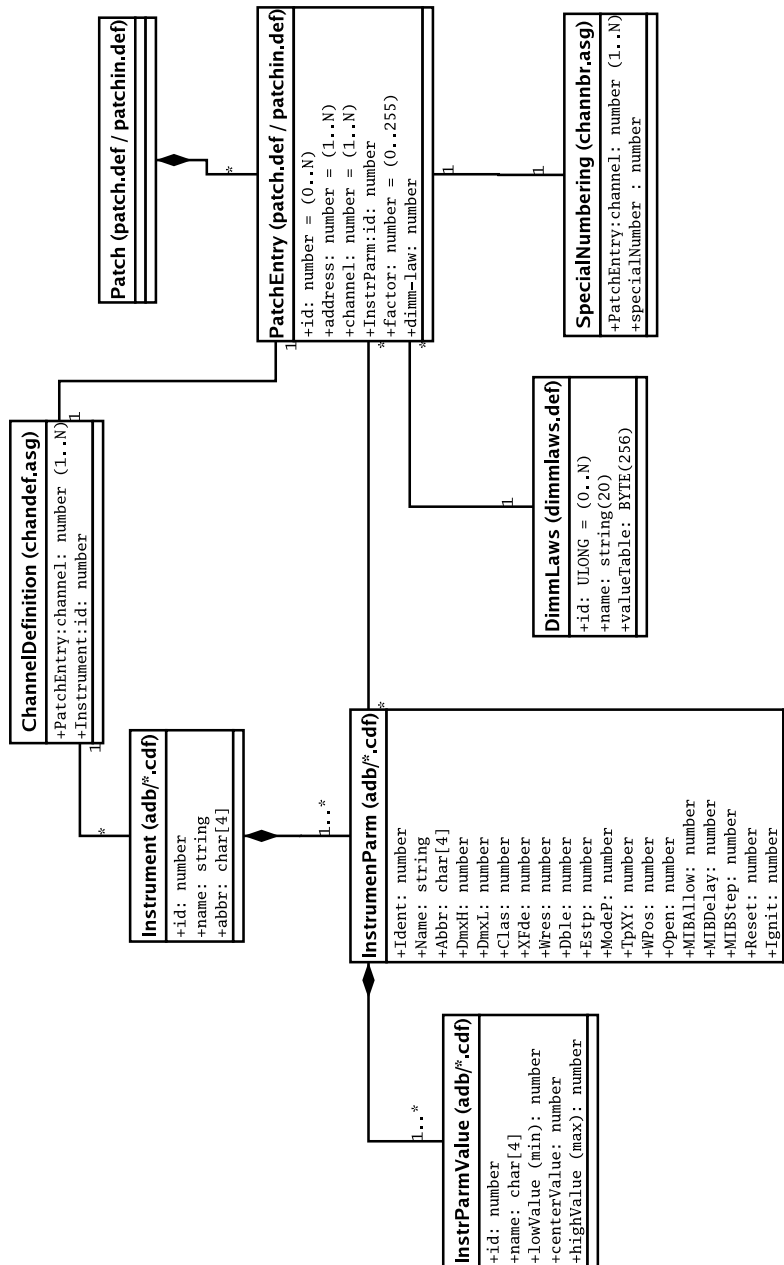 InstrParmValue (adb/*.cdf)
+id: number
+name: char[4]
+lowValue (min): number
+centerValue: number
+highValue (max): number
1..*
InstrumenParm (adb/*.cdf)
+Ident: number
+Name: string
+Abbr: char[4]
+DmxH: number
+DmxL: number
+Clas: number
+XFde: number
+Wres: number
+Dble: number
+Estp: number
+ModeP: number
+TpXY: number
+WPos: number
+Open: number
+MIBAllow: number
+MIBDelay: number
+MIBStep: number
+Reset: number
+Ignit: number
*
1..*
Instrument (adb/*.cdf)
+id: number
+name: string
+abbr: char[4]
*
1
ChannelDefinition (chandef.asg)
+PatchEntry:channel: number (1..N)
+Instrument:id: number
1
DimmLaws (dimmlaws.def)
+id: ULONG = (0..N)
+name: string(20)
+valueTable: BYTE(256)
1
Patch (patch.def / patchin.def)
*
PatchEntry (patch.def / patchin.def)
+id: number = (0..N)
+address: number = (1..N)
+channel: number = (1..N)
+InstrParm:id: number
+factor: number = (0..255)
+dimm-law: number
1
*
*
1
1
SpecialNumbering (channbr.asg)
+PatchEntry:channel: number (1..N)
+specialNumber : number